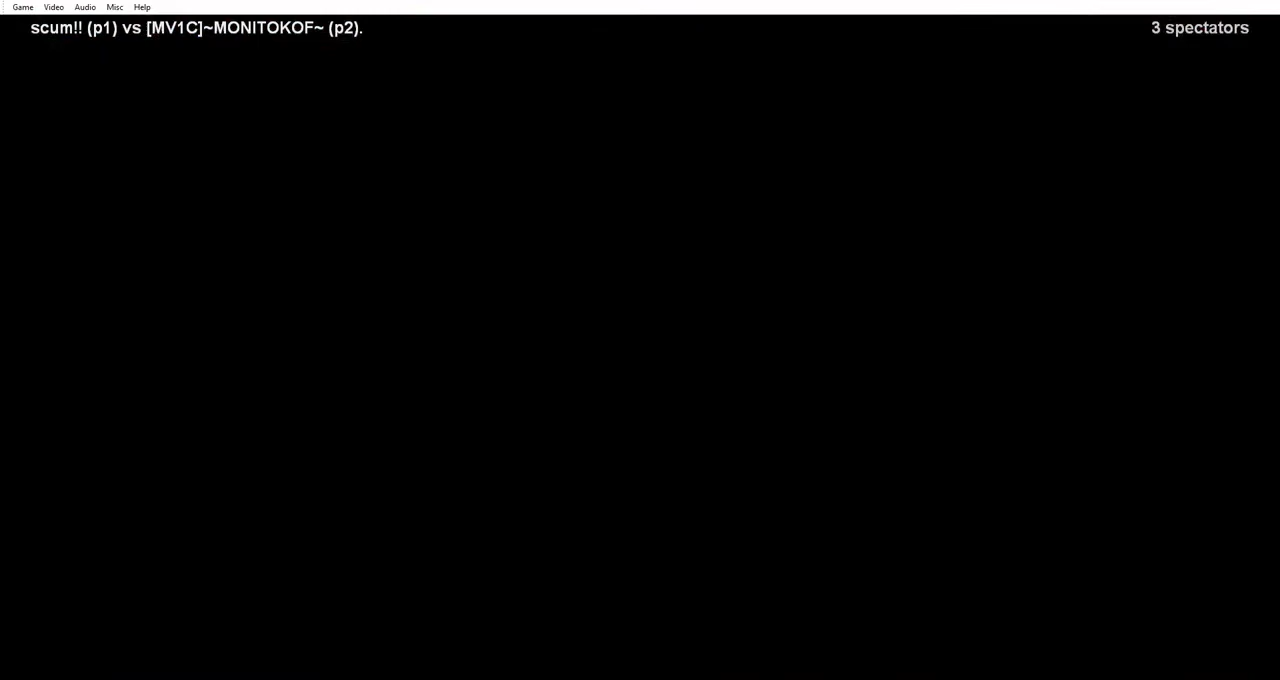 Game Video Audio Misc Help
scum!! (p1) vs [MV1C]~MONITOKOF~ (p2). 3 spectators